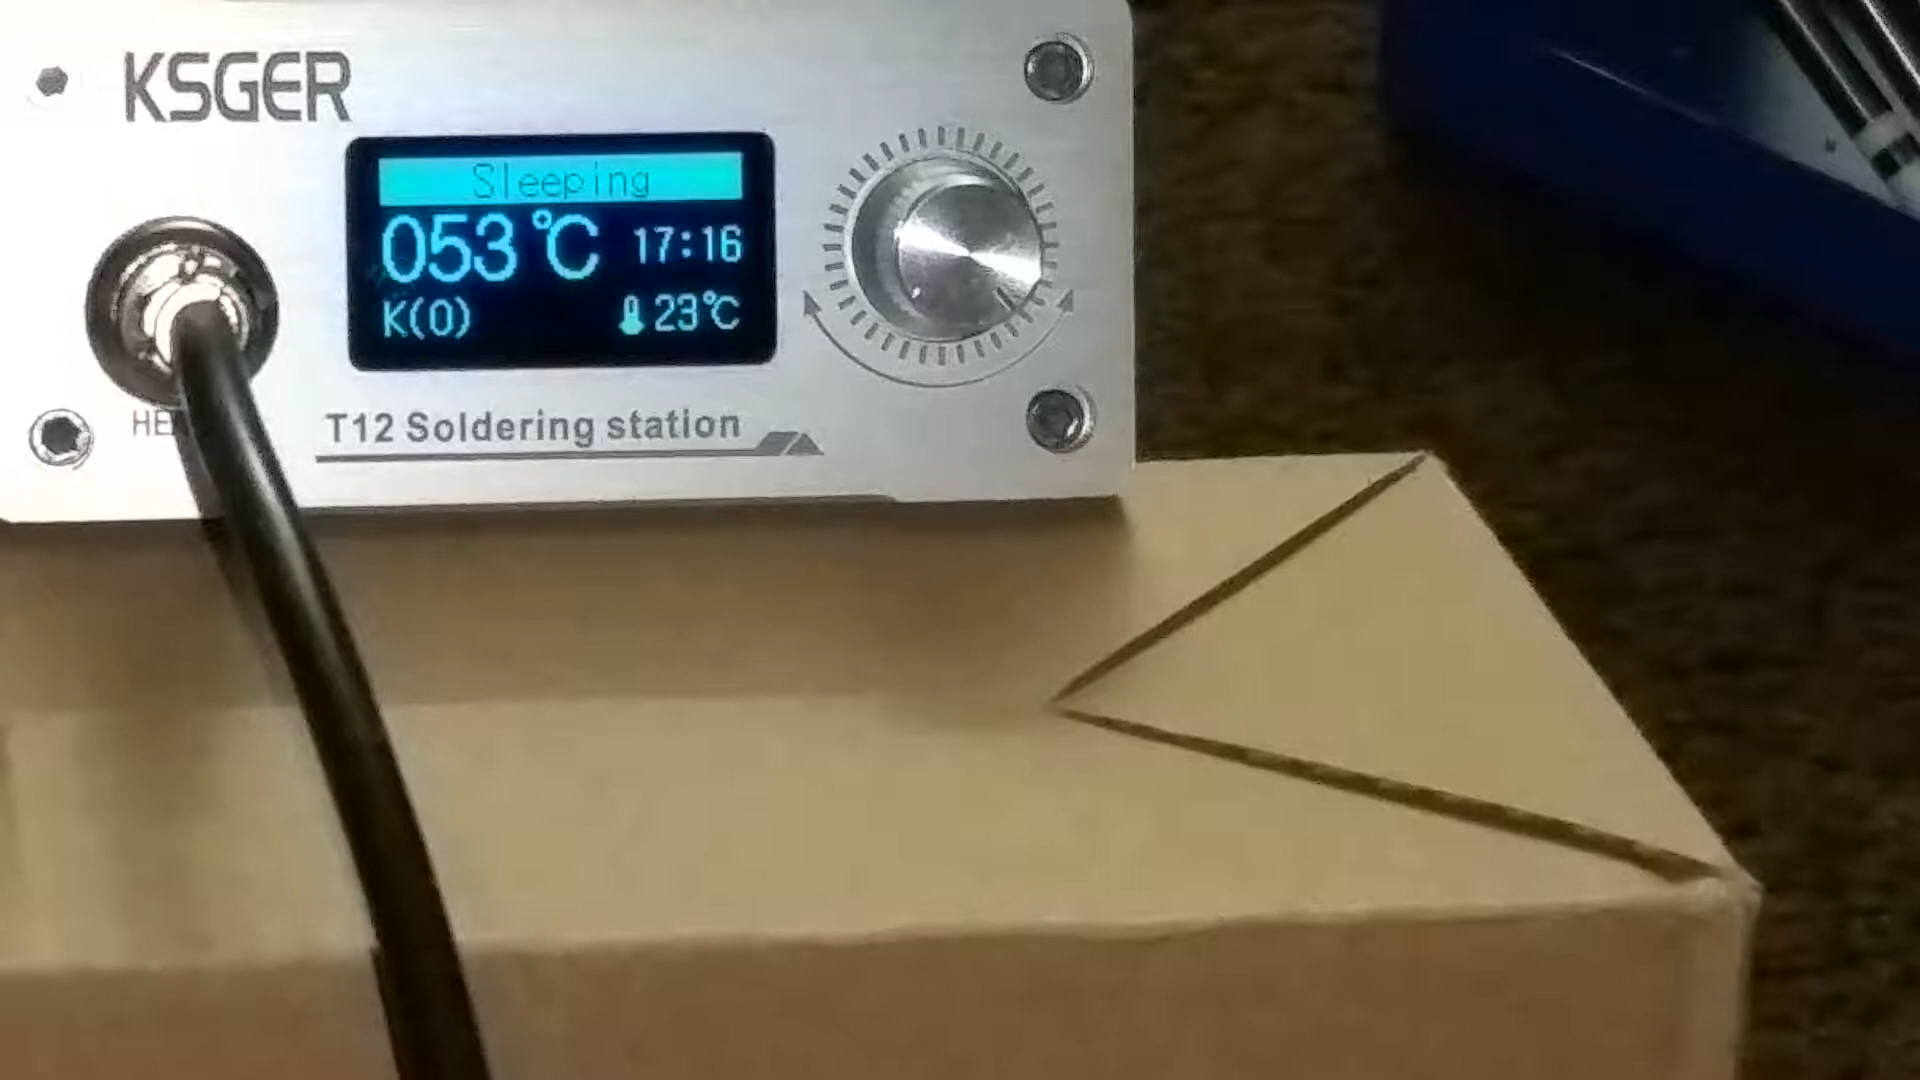 KSGER
Sleeping
053℃ 17:16
K(0) 23℃
T12 Soldering station